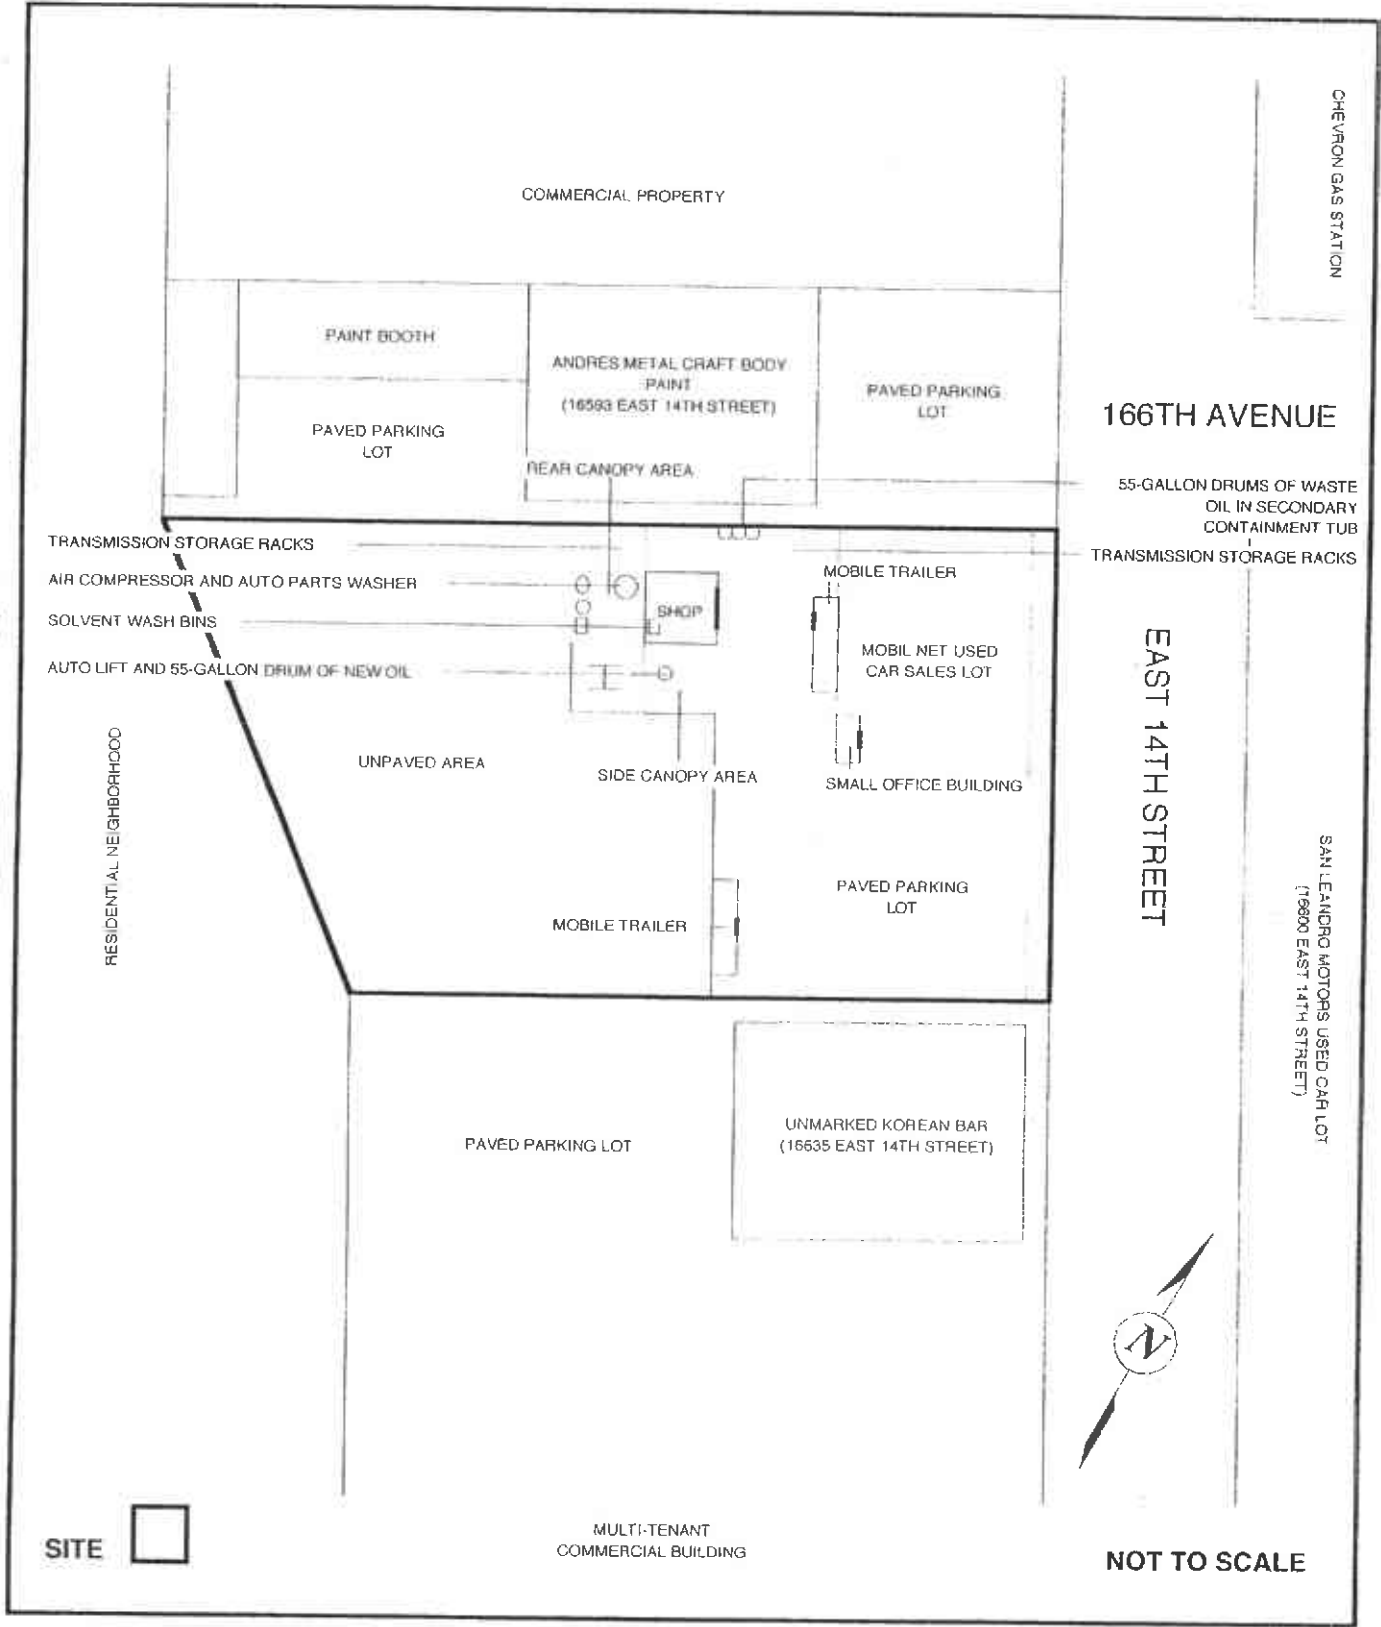 CHEVRON GAS STATION
COMMERCIAL PROPERTY
PAINT BOOTH
ANDRES METAL CRAFT BODY
PAINT
(16593 EAST 14TH STREET)
PAVED PARKING
LOT
166TH AVENUE
PAVED PARKING
LOT
REAR CANOPY AREA
55-GALLON DRUMS OF WASTE
OIL IN SECONDARY
CONTAINMENT TUB
TRANSMISSION STORAGE RACKS
TRANSMISSION STORAGE RACKS
AIR COMPRESSOR AND AUTO PARTS WASHER
MOBILE TRAILER
SHOP
SOLVENT WASH BINS
MOBIL NET USED
CAR SALES LOT
AUTO LIFT AND 55-GALLON DRUM OF NEW OIL
EAST 14TH STREET
RESIDENTIAL NEIGHBORHOOD
UNPAVED AREA
SIDE CANOPY AREA
SMALL OFFICE BUILDING
PAVED PARKING
LOT
MOBILE TRAILER
SAN LEANDRO MOTORS USED CAR LOT
(16600 EAST 14TH STREET)
PAVED PARKING LOT
UNMARKED KOREAN BAR
(16635 EAST 14TH STREET)
N
SITE
MULTI-TENANT
COMMERCIAL BUILDING
NOT TO SCALE